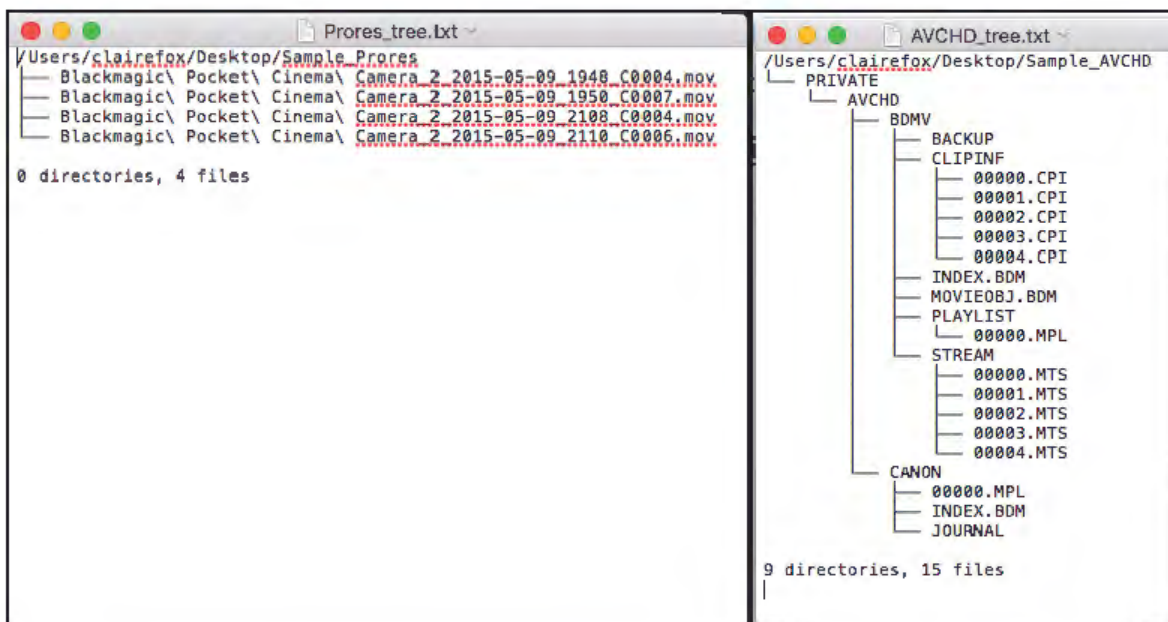 Prores_tree.txt
/Users/clairefox/Desktop/Sample_Prores
├── Blackmagic\ Pocket\ Cinema\ Camera_2_2015-05-09_1948_C0004.mov
├── Blackmagic\ Pocket\ Cinema\ Camera_2_2015-05-09_1950_C0007.mov
├── Blackmagic\ Pocket\ Cinema\ Camera_2_2015-05-09_2108_C0004.mov
└── Blackmagic\ Pocket\ Cinema\ Camera_2_2015-05-09_2110_C0006.mov
0 directories, 4 files
AVCHD_tree.txt
/Users/clairefox/Desktop/Sample_AVCHD
└── PRIVATE
    └── AVCHD
        ├── BDMV
        │   ├── BACKUP
        │   ├── CLIPINF
        │   │   ├── 00000.CPI
        │   │   ├── 00001.CPI
        │   │   ├── 00002.CPI
        │   │   ├── 00003.CPI
        │   │   └── 00004.CPI
        │   ├── INDEX.BDM
        │   ├── MOVIEOBJ.BDM
        │   ├── PLAYLIST
        │   │   └── 00000.MPL
        │   └── STREAM
        │       ├── 00000.MTS
        │       ├── 00001.MTS
        │       ├── 00002.MTS
        │       ├── 00003.MTS
        │       └── 00004.MTS
        └── CANON
            ├── 00000.MPL
            ├── INDEX.BDM
            └── JOURNAL
9 directories, 15 files